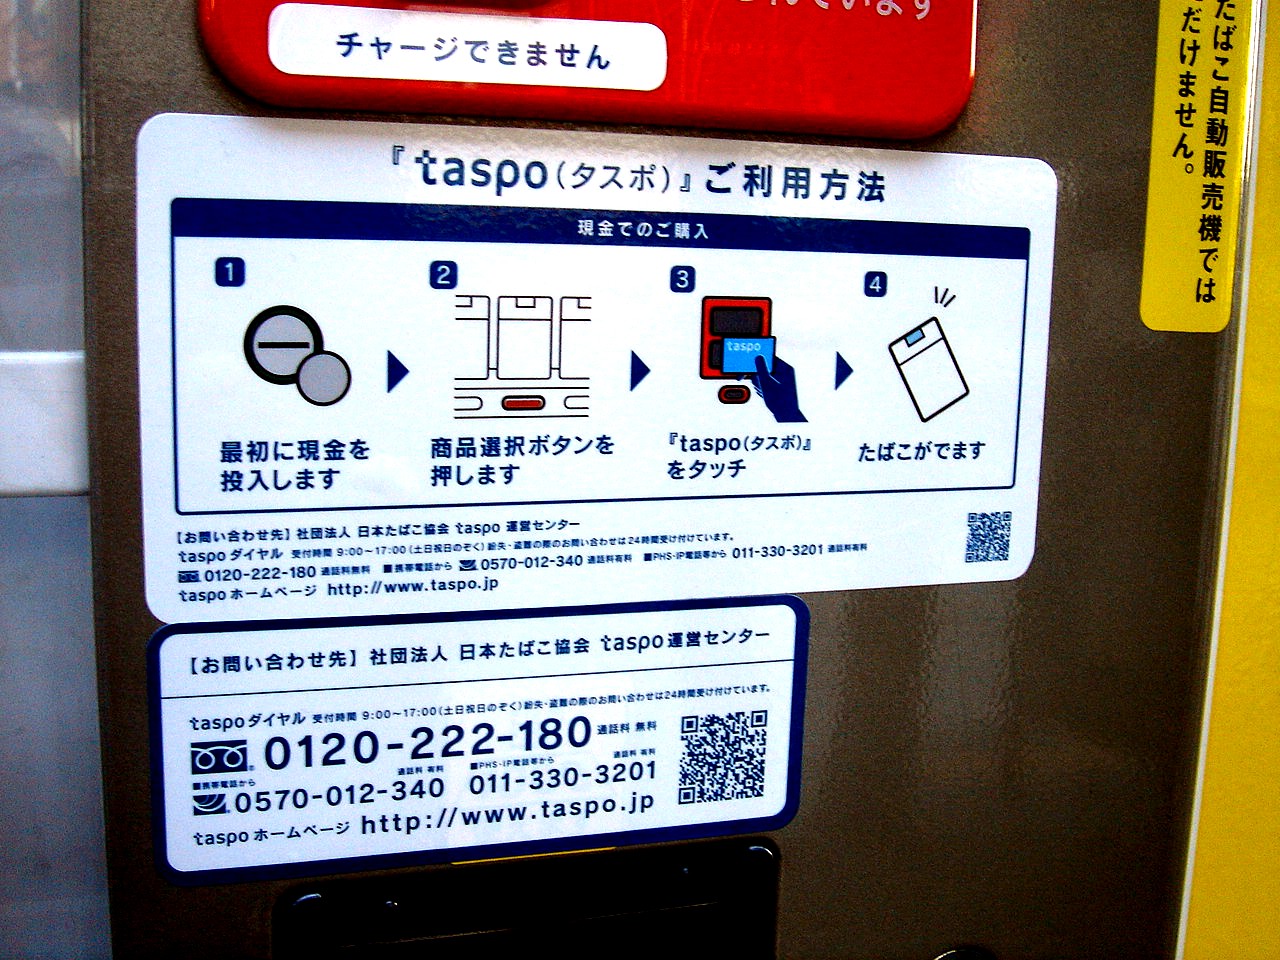 チャージできません
『taspo（タスポ）』ご利用方法
現金でのご購入
1
最初に現金を
投入します
2
商品選択ボタンを
押します
3
taspo
『taspo（タスポ）』
をタッチ
4
たばこがでます
【お問い合わせ先】社団法人 日本たばこ協会 taspo 運営センター
taspoダイヤル 受付時間 9:00～17:00（土日祝日のぞく）紛失・盗難の際のお問い合わせは24時間受け付けています。
0120-222-180 通話料無料 ■携帯電話から 0570-012-340 通話料有料 ■PHS・IP電話等から 011-330-3201 通話料有料
taspoホームページ http://www.taspo.jp
【お問い合わせ先】社団法人 日本たばこ協会 taspo運営センター
taspoダイヤル 受付時間 9:00～17:00（土日祝日のぞく）紛失・盗難の際のお問い合わせは24時間受け付けています。
0120-222-180 通話料 無料
■携帯電話から 通話料 有料 ■PHS・IP電話等から 通話料 有料
0570-012-340 011-330-3201
taspoホームページ http://www.taspo.jp
たばこ自動販売機では
だけません。